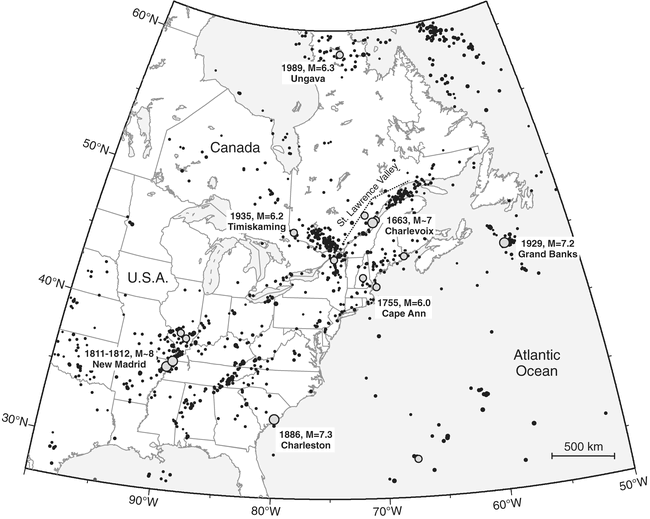 60°N
1989, M=6.3
Ungava
50°N
Canada
St. Lawrence Valley
1935, M=6.2
Timiskaming
1663, M~7
Charlevoix
1929, M=7.2
Grand Banks
40°N
U.S.A.
1755, M=6.0
Cape Ann
1811-1812, M~8
New Madrid
Atlantic
Ocean
30°N
1886, M=7.3
Charleston
500 km
90°W
80°W
70°W
60°W
50°W